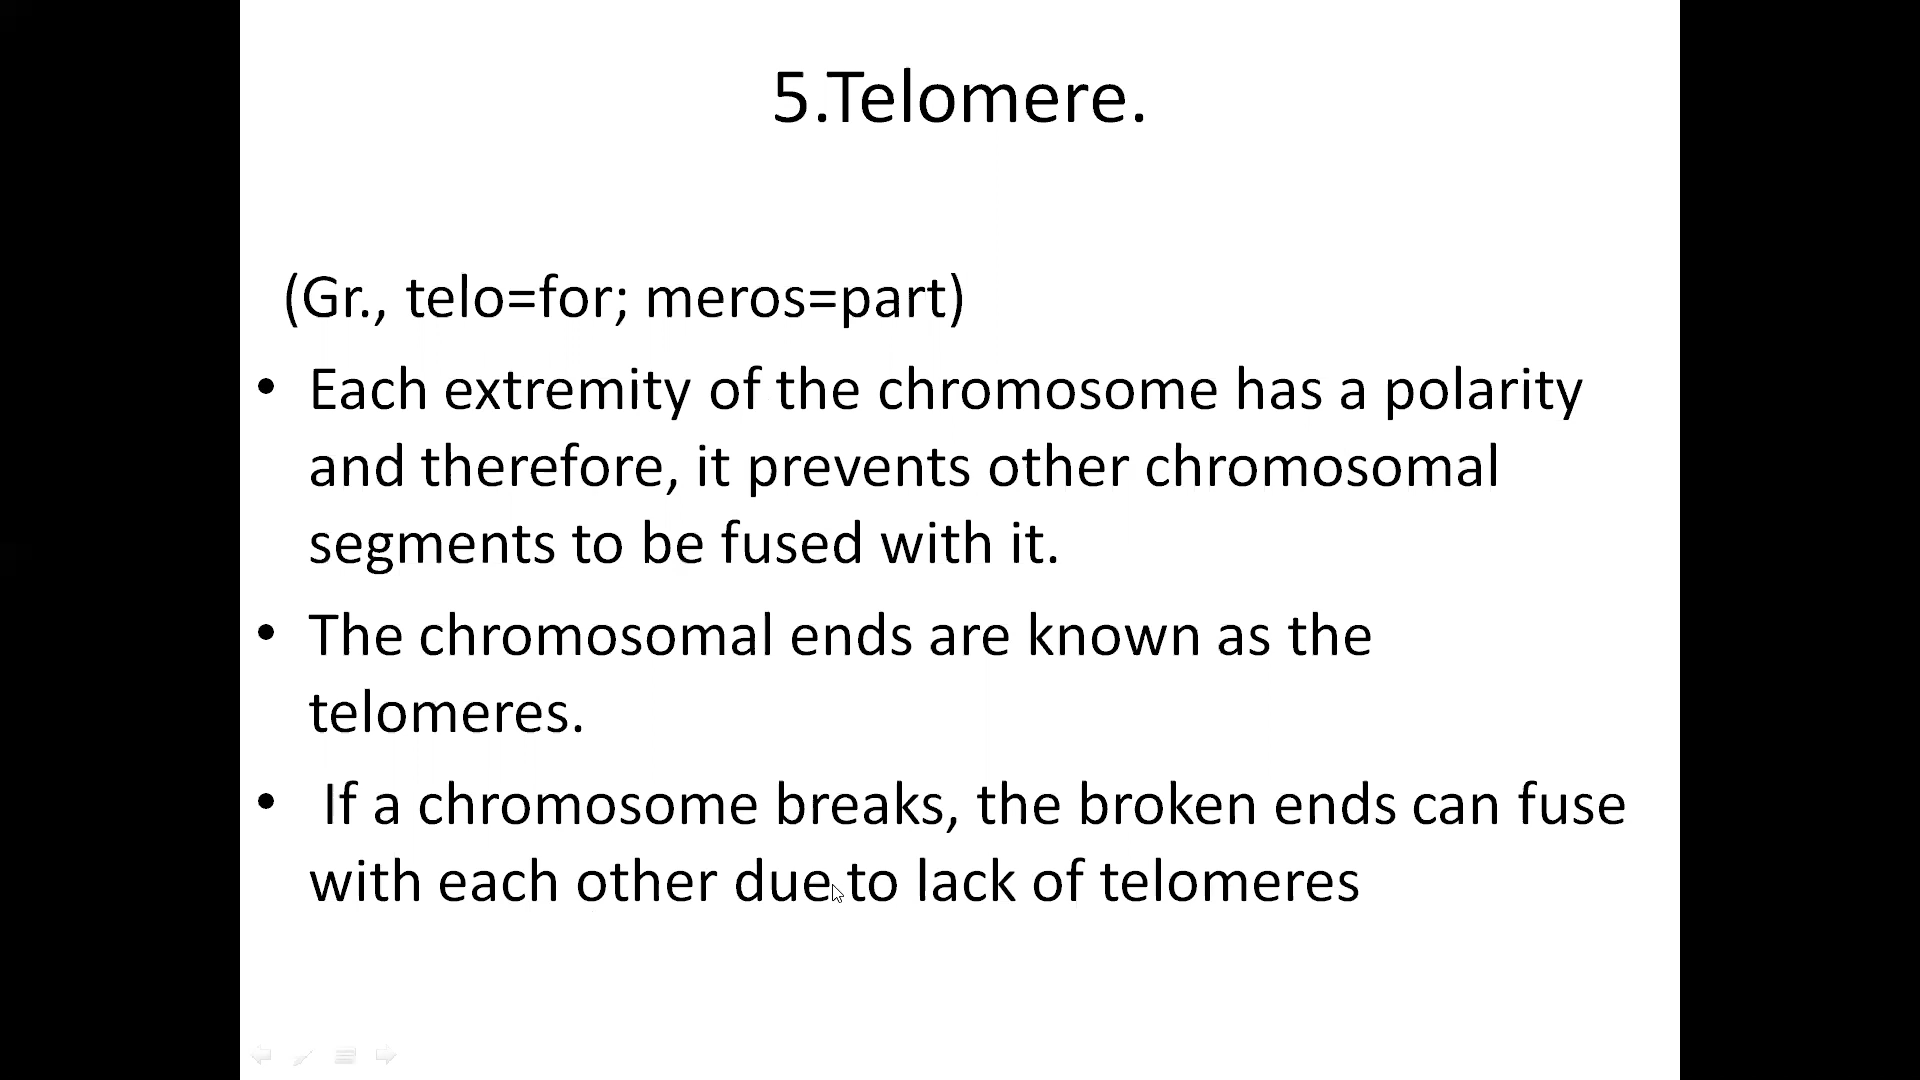 5.Telomere.
(Gr., telo=for; meros=part)
• Each extremity of the chromosome has a polarity
and therefore, it prevents other chromosomal
segments to be fused with it.
• The chromosomal ends are known as the
telomeres.
• If a chromosome breaks, the broken ends can fuse
with each other due to lack of telomeres